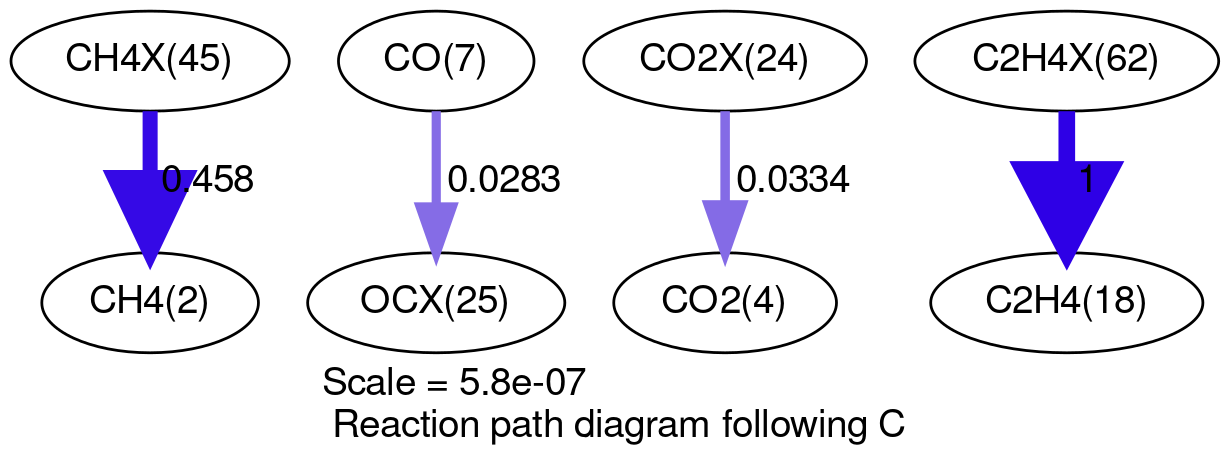 CH4X(45) CO(7) CO2X(24) C2H4X(62)
0.458 0.0283 0.0334 1
CH4(2) OCX(25) CO2(4) C2H4(18)
Scale = 5.8e-07
Reaction path diagram following C